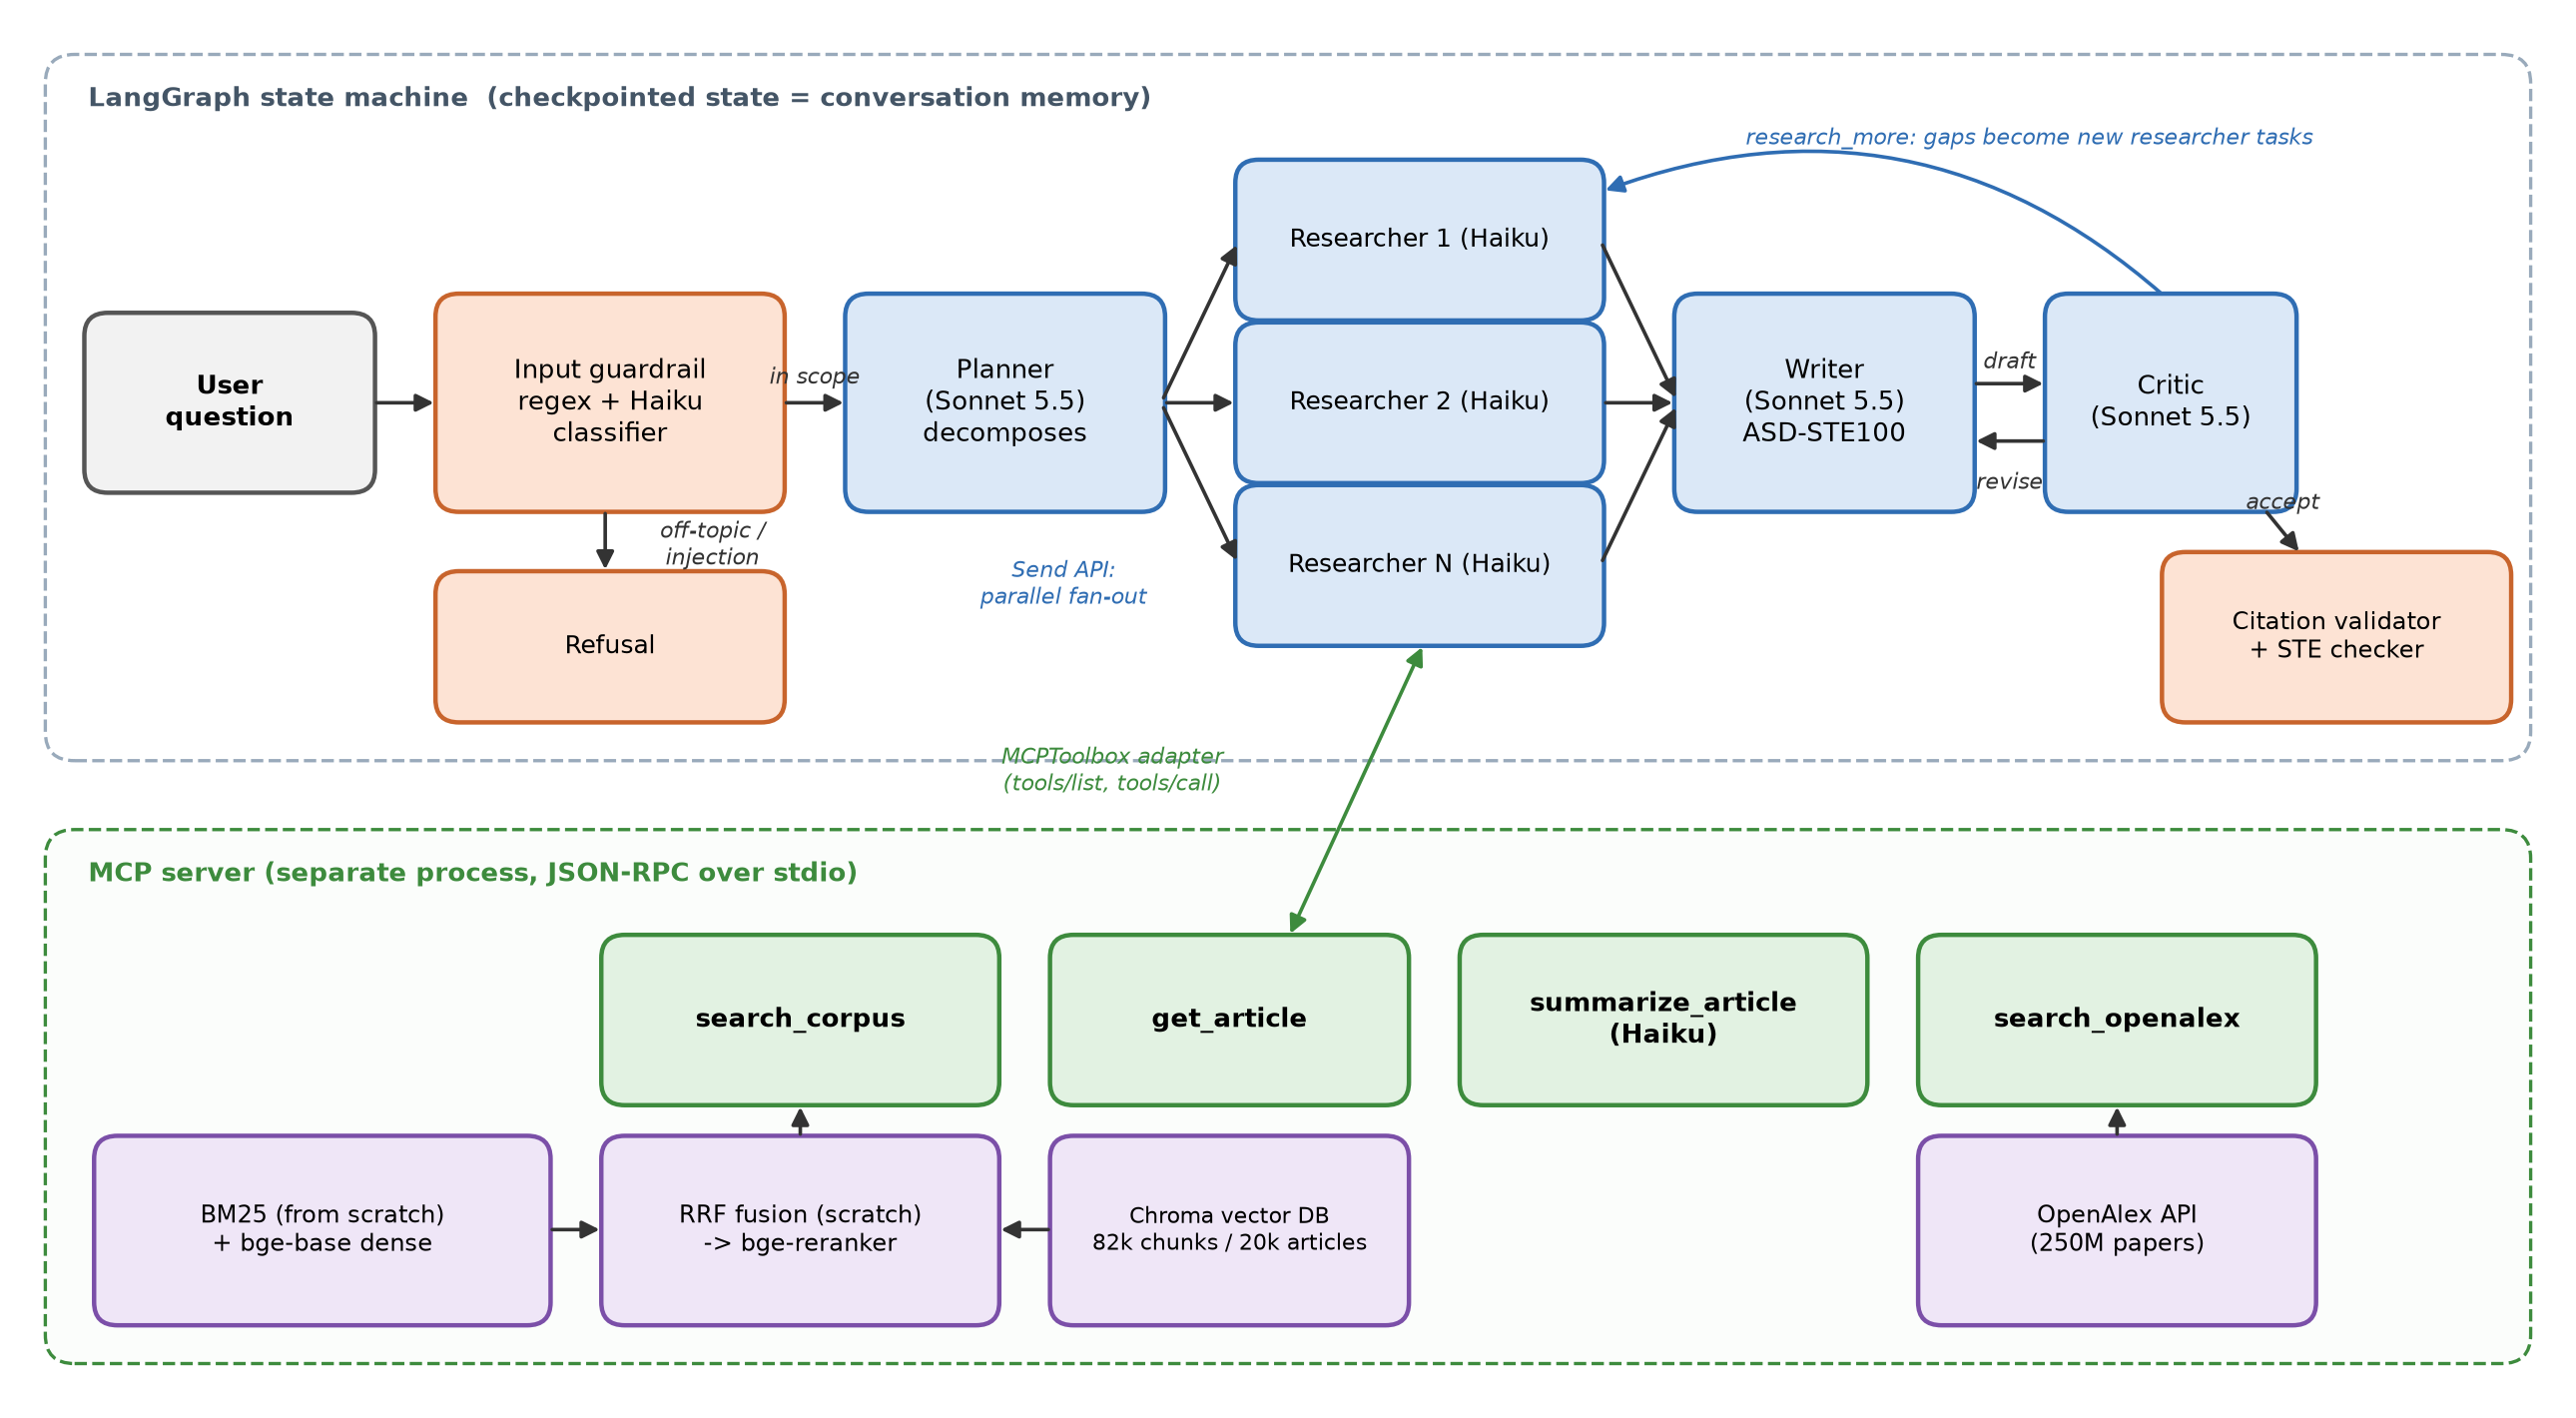 LangGraph state machine  (checkpointed state = conversation memory)
research_more: gaps become new researcher tasks
User
question
Input guardrail
regex + Haiku
classifier
in scope
off-topic /
injection
Refusal
Planner
(Sonnet 5.5)
decomposes
Send API:
parallel fan-out
Researcher 1 (Haiku)
Researcher 2 (Haiku)
Researcher N (Haiku)
Writer
(Sonnet 5.5)
ASD-STE100
draft
revise
Critic
(Sonnet 5.5)
accept
Citation validator
+ STE checker
MCPToolbox adapter
(tools/list, tools/call)
MCP server (separate process, JSON-RPC over stdio)
search_corpus
get_article
summarize_article
(Haiku)
search_openalex
BM25 (from scratch)
+ bge-base dense
RRF fusion (scratch)
-> bge-reranker
Chroma vector DB
82k chunks / 20k articles
OpenAlex API
(250M papers)